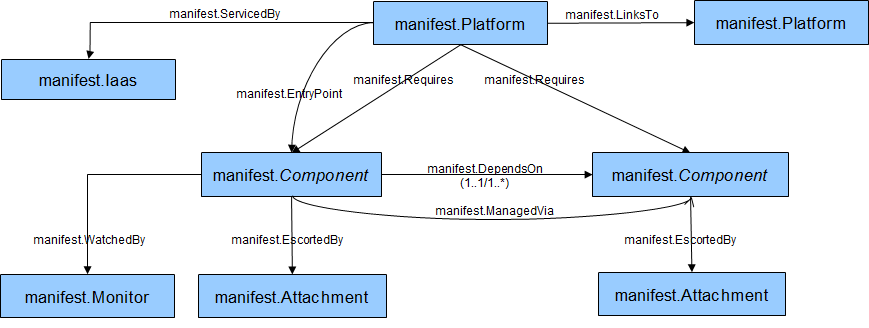 manifest.ServicedBy
manifest.Platform
manifest.LinksTo
manifest.Platform
manifest.Iaas
manifest.EntryPoint
manifest.Requires
manifest.Requires
manifest.Component
manifest.DependsOn
(1..1/1..*)
manifest.Component
manifest.ManagedVia
manifest.WatchedBy
manifest.EscortedBy
manifest.EscortedBy
manifest.Monitor
manifest.Attachment
manifest.Attachment